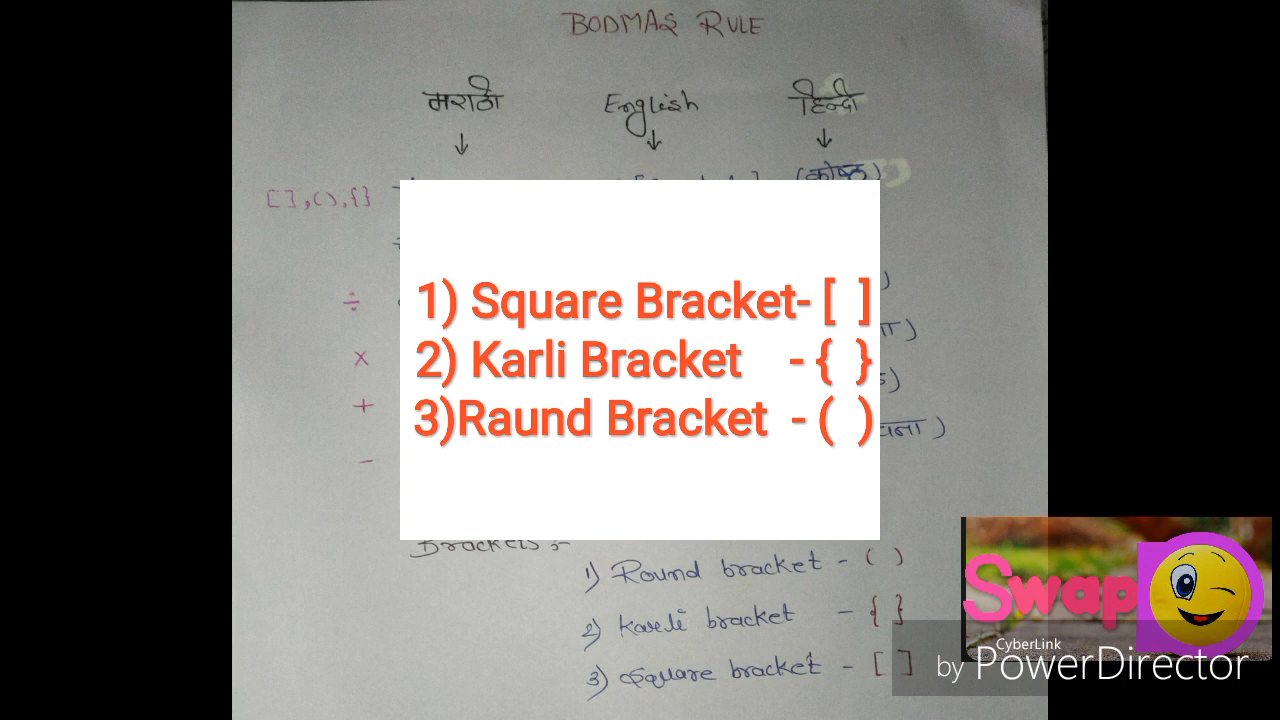 BODMAS RULE
मराठी English हिन्दी
↓ ↓ ↓
(कोष्ठ)
[ ], ( ), { }
÷
×
+
−
1) Square Bracket- [ ]
2) Karli Bracket - { }
3)Raund Bracket - ( )
Brackets :-
1) Round bracket - ( )
2) Karli bracket - { }
3) Square bracket - [ ]
Swap
CyberLink
by PowerDirector